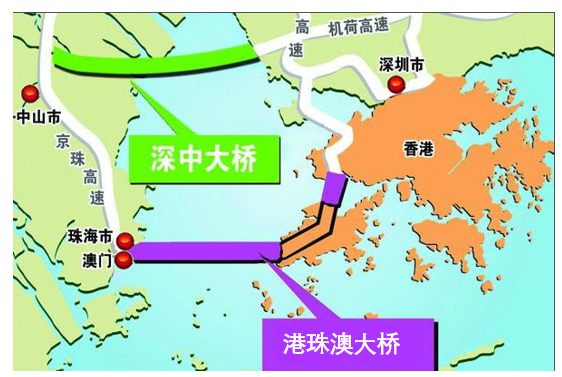 高速
机荷高速
深圳市
中山市
京珠高速
深中大桥
香港
珠海市
澳门
港珠澳大桥